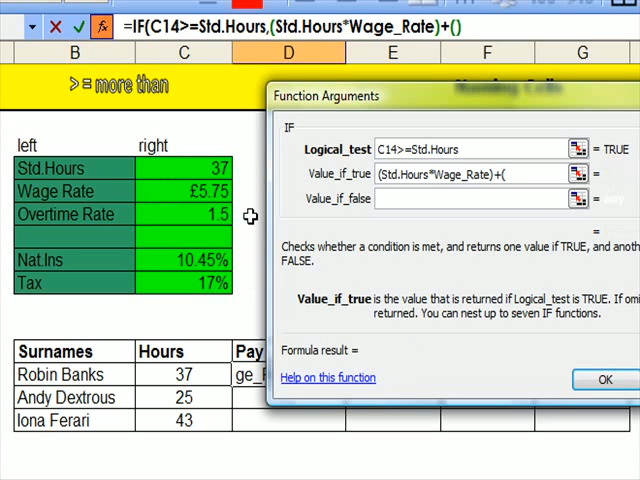 =IF(C14>=Std.Hours,(Std.Hours*Wage_Rate)+()
B C D E F G
> = more than
Naming Cells
Function Arguments
IF
Logical_test C14>=Std.Hours = TRUE
Value_if_true (Std.Hours*Wage_Rate)+( =
Value_if_false =
=
Checks whether a condition is met, and returns one value if TRUE, and anothe
FALSE.
Value_if_true is the value that is returned if Logical_test is TRUE. If omi
returned. You can nest up to seven IF functions.
Formula result =
Help on this function
OK
left right
Std.Hours 37
Wage Rate £5.75
Overtime Rate 1.5
Nat.Ins 10.45%
Tax 17%
Surnames Hours Pay
Robin Banks 37 ge_R
Andy Dextrous 25
Iona Ferari 43